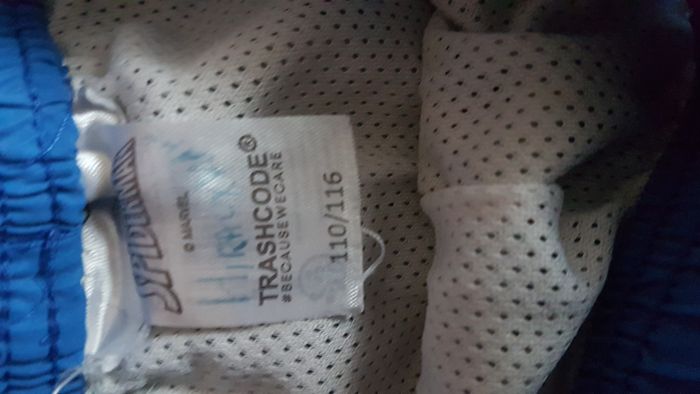 SPIDERMAN
© MARVEL
TRASHCODE®
#BECAUSEWECARE
110/116